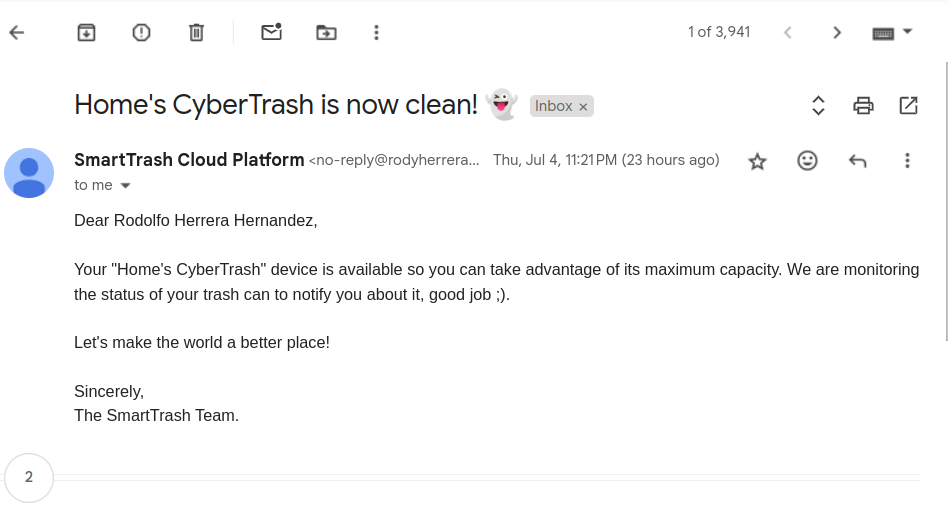 1 of 3,941
Home's CyberTrash is now clean! 👻 Inbox ×
SmartTrash Cloud Platform <no-reply@rodyherrera... Thu, Jul 4, 11:21 PM (23 hours ago)
to me
Dear Rodolfo Herrera Hernandez,
Your "Home's CyberTrash" device is available so you can take advantage of its maximum capacity. We are monitoring
the status of your trash can to notify you about it, good job ;).
Let's make the world a better place!
Sincerely,
The SmartTrash Team.
2